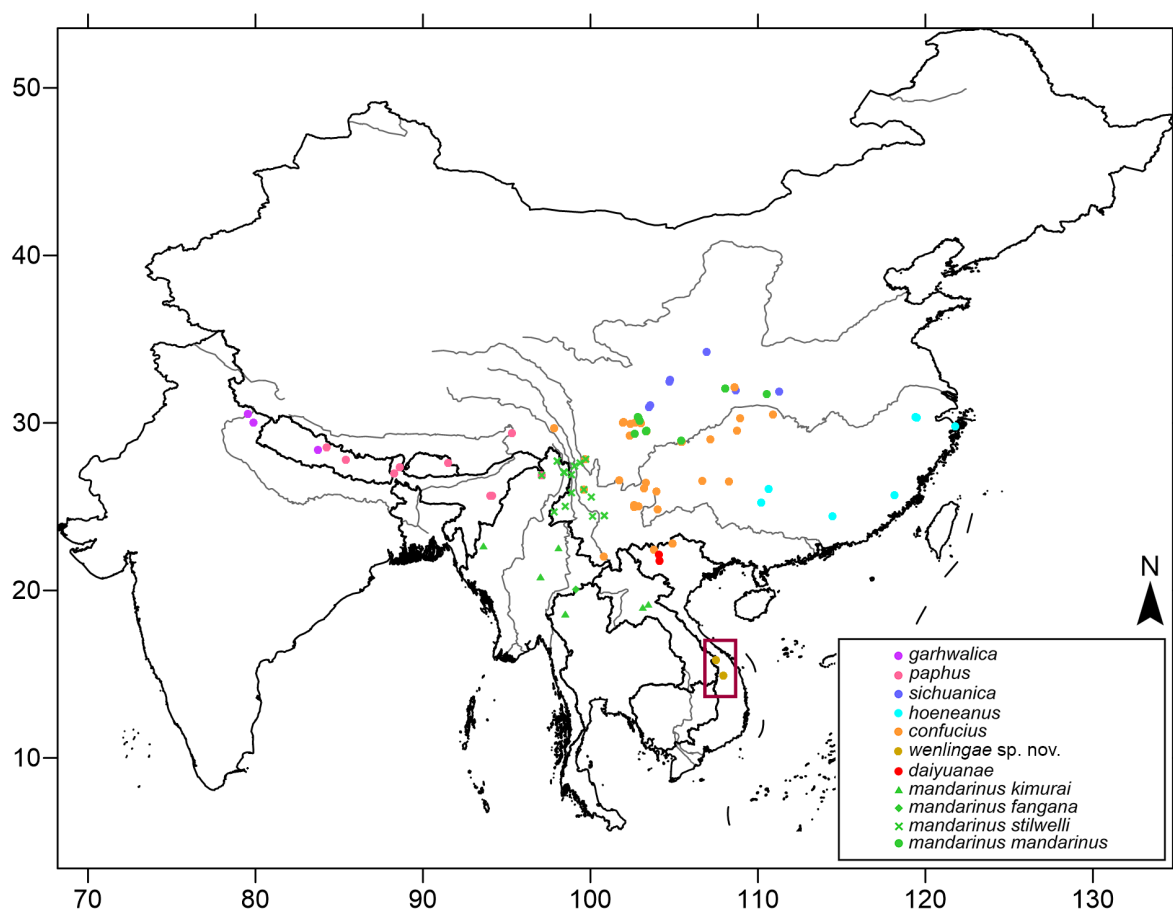 50
40
30
20
10
70
80
90
100
110
120
130
N
garhwalica
paphus
sichuanica
hoeneanus
confucius
wenlingae sp. nov.
daiyuanae
mandarinus kimurai
mandarinus fangana
mandarinus stilwelli
mandarinus mandarinus